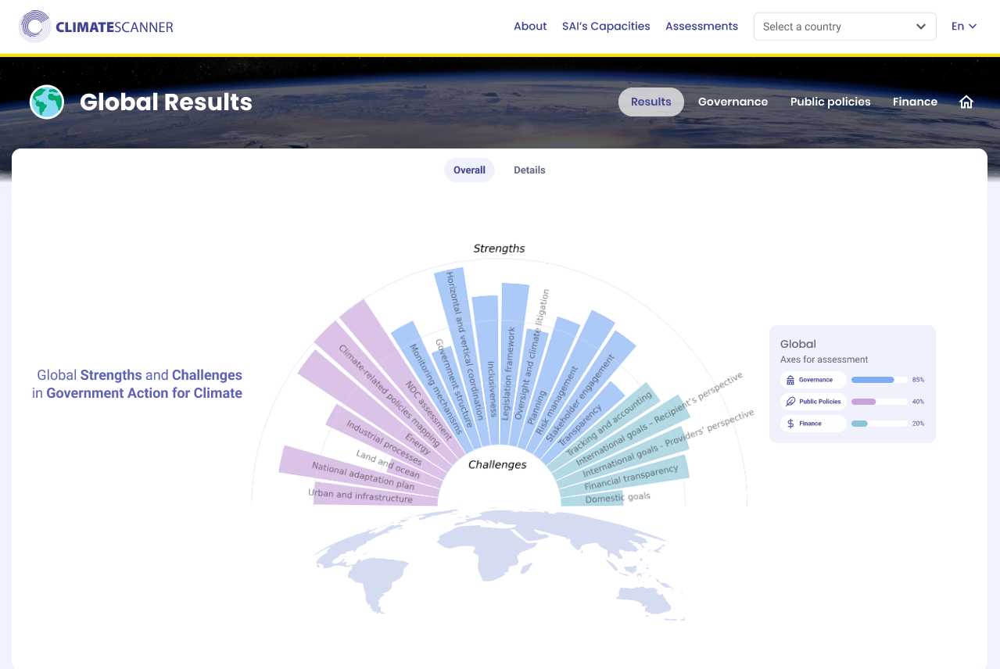 CLIMATESCANNER
About
SAI's Capacities
Assessments
Select a country
En
Global Results
Results
Governance
Public policies
Finance
Overall
Details
Strengths
Global Strengths and Challenges
in Government Action for Climate
Urban and infrastructure
National adaptation plan
Land and ocean
Industrial processes
Energy
Climate-related policies mapping
NDC assessment
Monitoring mechanisms
Government structure
Horizontal and vertical coordination
Inclusiveness
Legislation framework
Oversight and climate litigation
Planning
Risk management
Stakeholder engagement
Transparency
Tracking and accounting
International goals – Recipient's perspective
International goals - Providers' perspective
Financial transparency
Domestic goals
Challenges
Global
Axes for assessment
Governance 85%
Public Policies 40%
Finance 20%